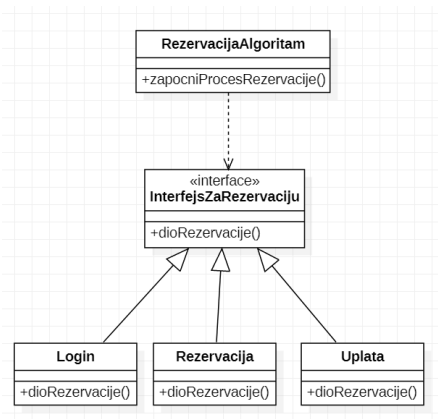 RezervacijaAlgoritam
+zapocniProcesRezervacije()
«interface»
InterfejsZaRezervaciju
+dioRezervacije()
Login
+dioRezervacije()
Rezervacija
+dioRezervacije()
Uplata
+dioRezervacije()